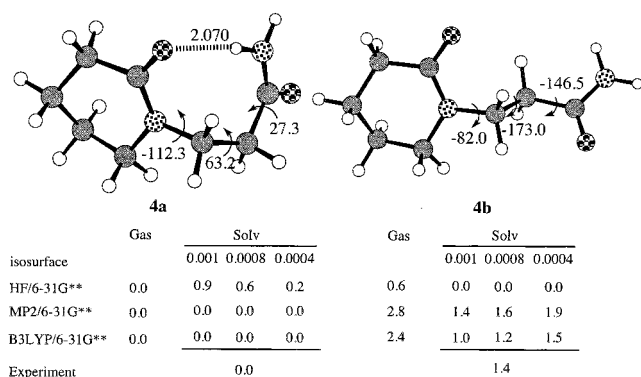 2.070
-146.5
27.3
-82.0
-173.0
-112.3
63.2
4a
4b
Gas Solv Gas Solv
isosurface 0.001 0.0008 0.0004 0.001 0.0008 0.0004
HF/6-31G** 0.0 0.9 0.6 0.2 0.6 0.0 0.0 0.0
MP2/6-31G** 0.0 0.0 0.0 0.0 2.8 1.4 1.6 1.9
B3LYP/6-31G** 0.0 0.0 0.0 0.0 2.4 1.0 1.2 1.5
Experiment 0.0 1.4